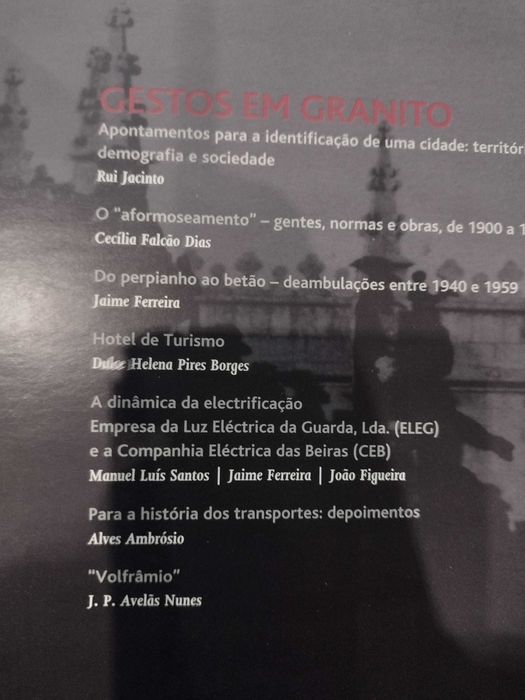 GESTOS EM GRANITO
Apontamentos para a identificação de uma cidade: territór
demografia e sociedade
Rui Jacinto
O "aformoseamento" – gentes, normas e obras, de 1900 a 1
Cecília Falcão Dias
Do perpianho ao betão – deambulações entre 1940 e 1959
Jaime Ferreira
Hotel de Turismo
Dulce Helena Pires Borges
A dinâmica da electrificação
Empresa da Luz Eléctrica da Guarda, Lda. (ELEG)
e a Companhia Eléctrica das Beiras (CEB)
Manuel Luís Santos | Jaime Ferreira | João Figueira
Para a história dos transportes: depoimentos
Alves Ambrósio
"Volfrâmio"
J. P. Avelãs Nunes